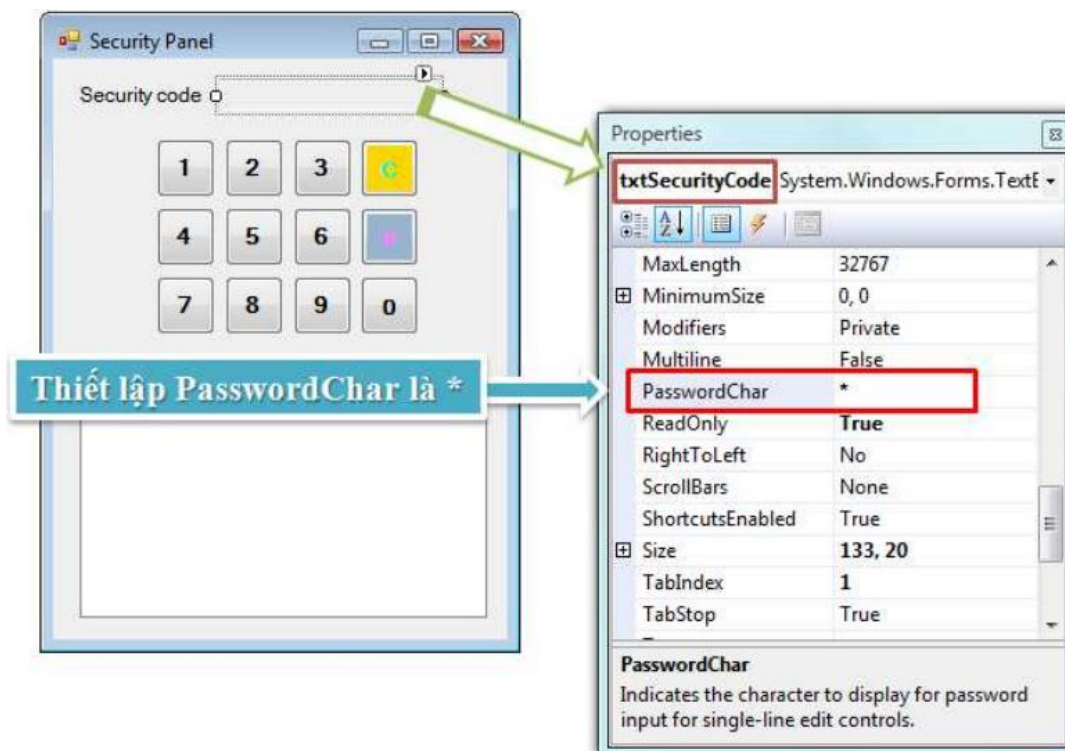 Security Panel
Security code
1 2 3 C
4 5 6
7 8 9 0
Thiết lập PasswordChar là *
Properties
txtSecurityCode System.Windows.Forms.TextE
MaxLength 32767
MinimumSize 0, 0
Modifiers Private
Multiline False
PasswordChar *
ReadOnly True
RightToLeft No
ScrollBars None
ShortcutsEnabled True
Size 133, 20
TabIndex 1
TabStop True
PasswordChar
Indicates the character to display for password
input for single-line edit controls.